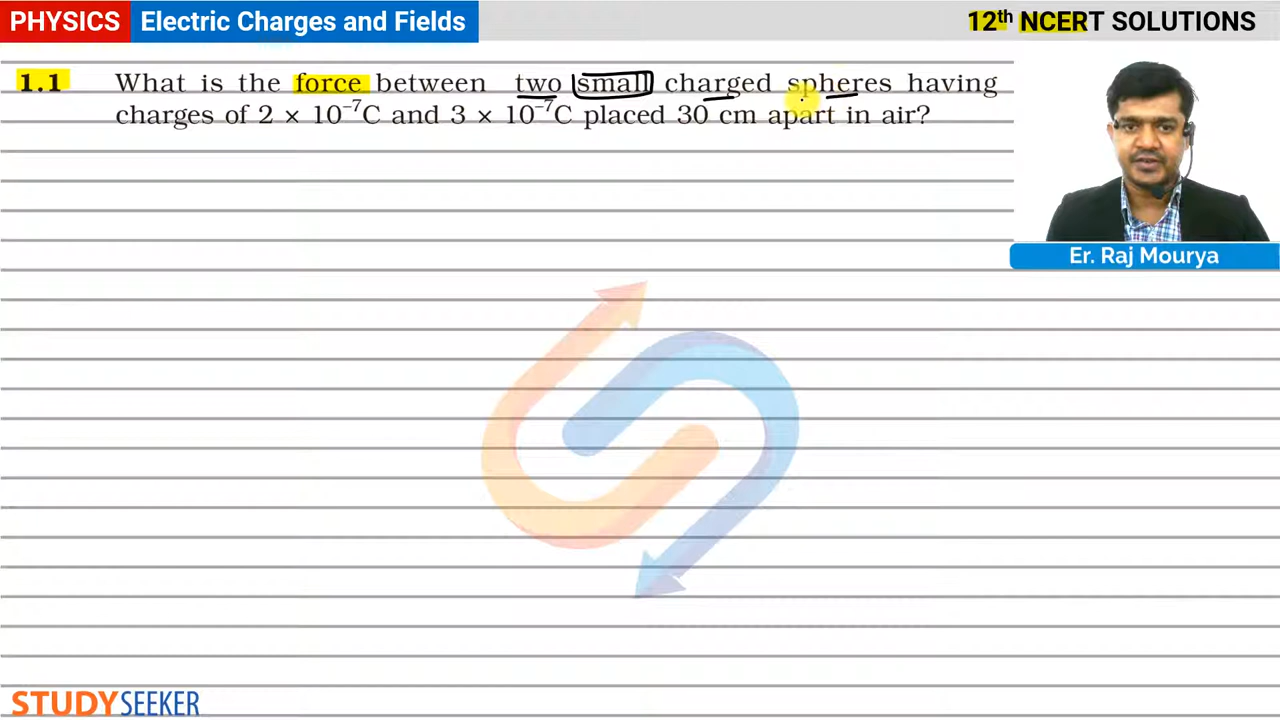 PHYSICS Electric Charges and Fields
12th NCERT SOLUTIONS
1.1 What is the force between two small charged spheres having
charges of 2 × 10⁻⁷C and 3 × 10⁻⁷C placed 30 cm apart in air?
Er. Raj Mourya
STUDYSEEKER